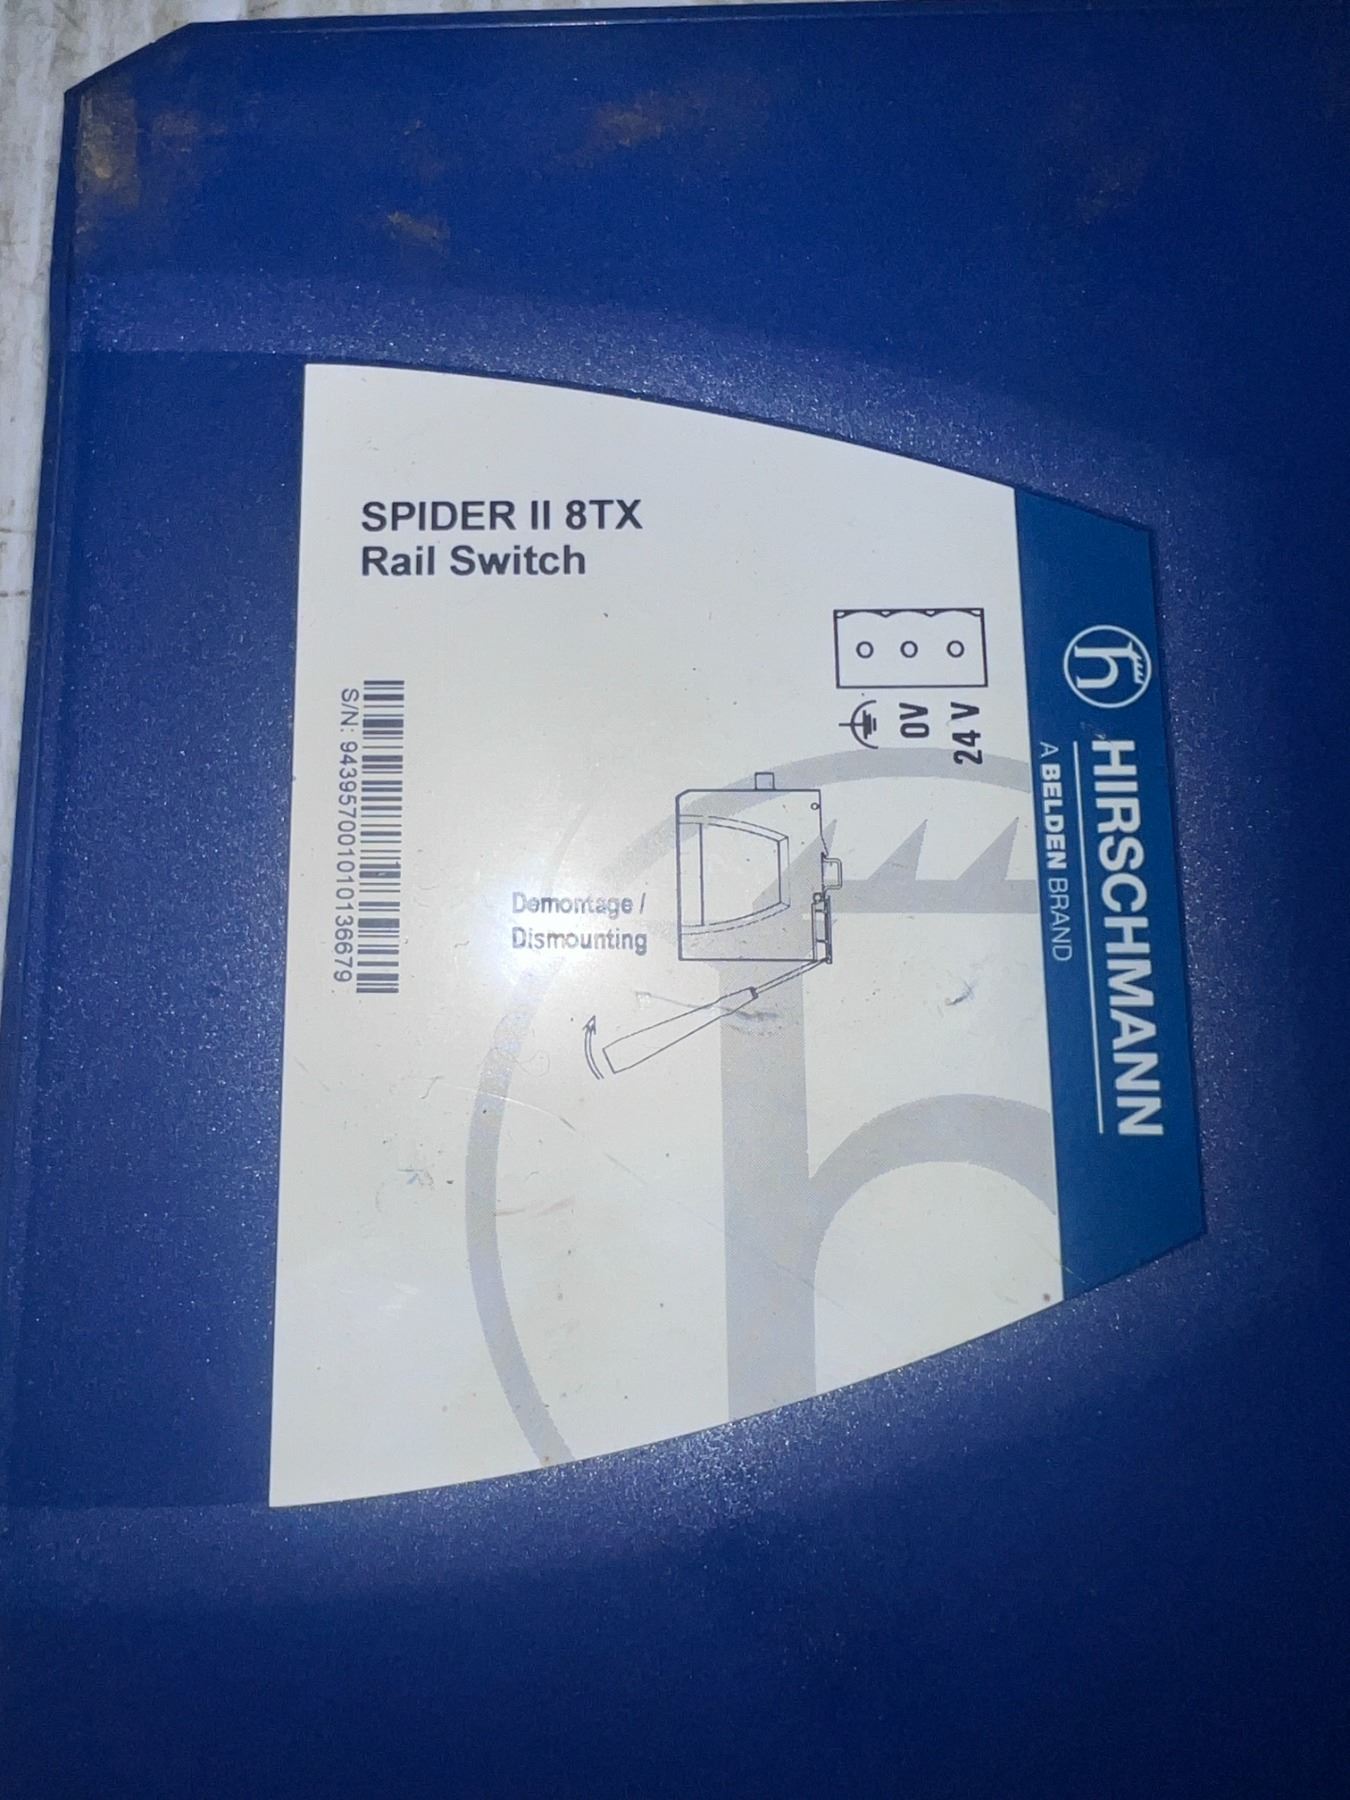 SPIDER II 8TX
Rail Switch
24 V
0V
HIRSCHMANN
A BELDEN BRAND
Demontage /
Dismounting
S/N: 943957001010136679